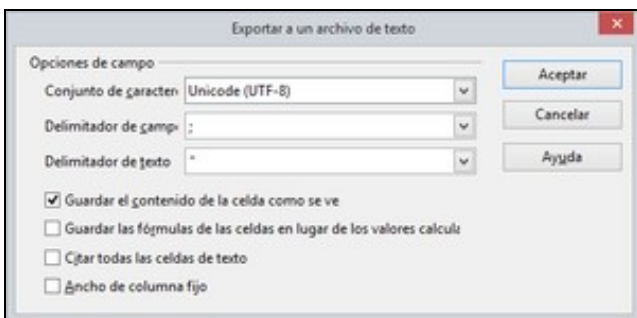 Exportar a un archivo de texto
Opciones de campo
Conjunto de caracter Unicode (UTF-8)
Delimitador de camp ;
Delimitador de texto "
Guardar el contenido de la celda como se ve
Guardar las fórmulas de las celdas en lugar de los valores calcula
Citar todas las celdas de texto
Ancho de columna fijo
Aceptar
Cancelar
Ayuda